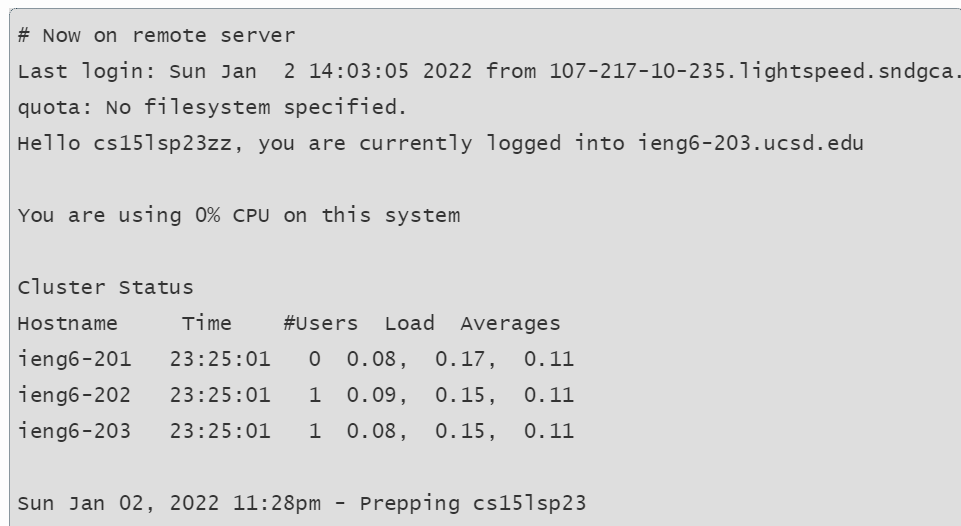 # Now on remote server
Last login: Sun Jan  2 14:03:05 2022 from 107-217-10-235.lightspeed.sndgca.
quota: No filesystem specified.
Hello cs15lsp23zz, you are currently logged into ieng6-203.ucsd.edu
You are using 0% CPU on this system
Cluster Status
Hostname     Time    #Users  Load  Averages
ieng6-201   23:25:01   0  0.08,  0.17,  0.11
ieng6-202   23:25:01   1  0.09,  0.15,  0.11
ieng6-203   23:25:01   1  0.08,  0.15,  0.11
Sun Jan 02, 2022 11:28pm - Prepping cs15lsp23